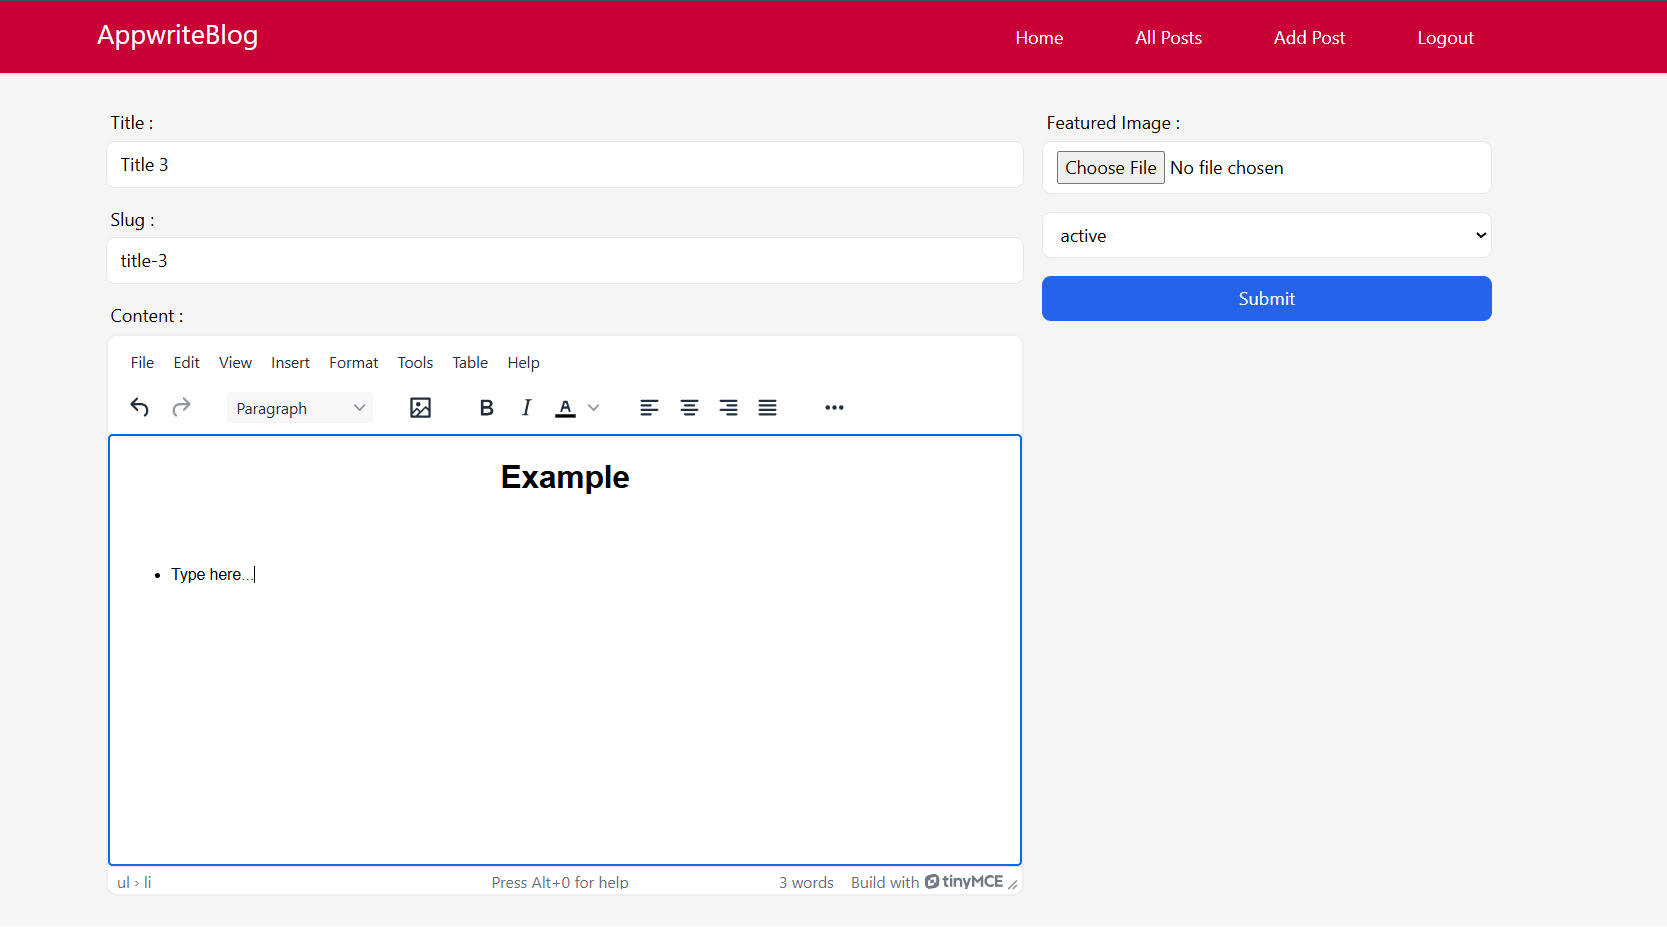 AppwriteBlog Home All Posts Add Post Logout
Title :
Title 3
Slug :
title-3
Content :
File Edit View Insert Format Tools Table Help
Paragraph B I A
Example
• Type here...
ul › li Press Alt+0 for help 3 words Build with tinyMCE
Featured Image :
Choose File No file chosen
active
Submit